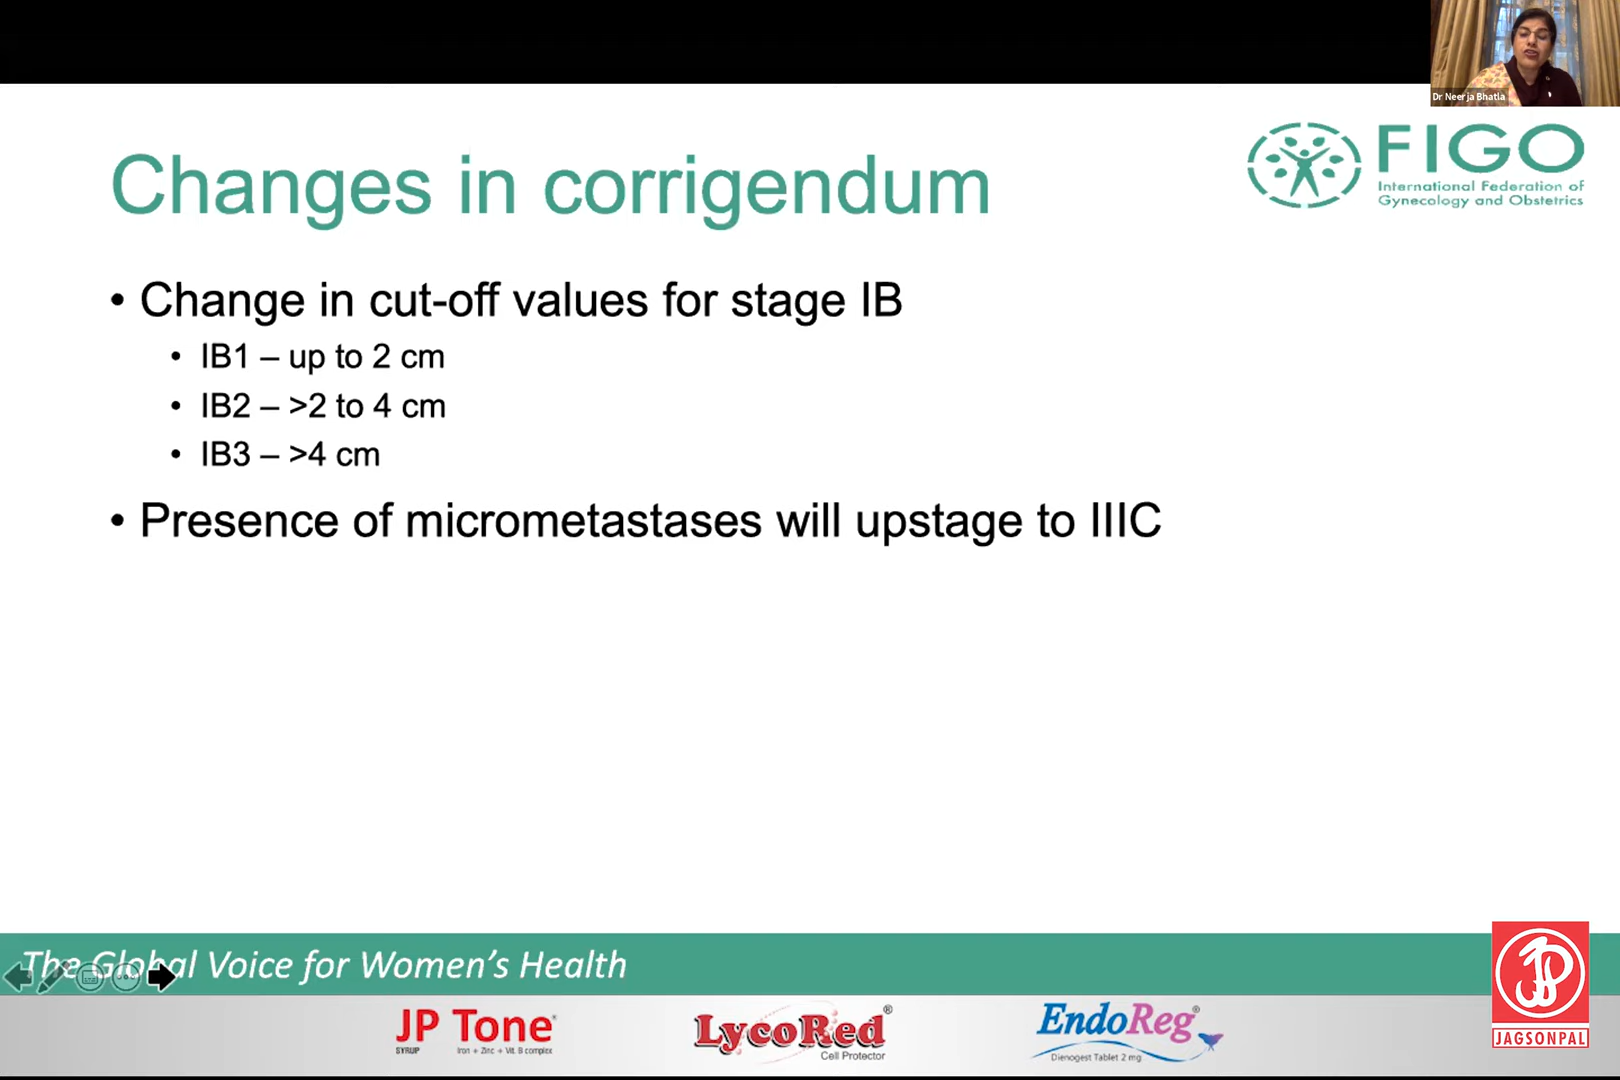 Dr Neerja Bhatla
FIGO
International Federation of
Gynecology and Obstetrics
Changes in corrigendum
• Change in cut-off values for stage IB
• IB1 – up to 2 cm
• IB2 – >2 to 4 cm
• IB3 – >4 cm
• Presence of micrometastases will upstage to IIIC
The Global Voice for Women's Health
JP Tone
SYRUP Iron + Zinc + Vit. B complex
LycoRed®
Cell Protector
EndoReg®
Dienogest Tablet 2 mg
JAGSONPAL